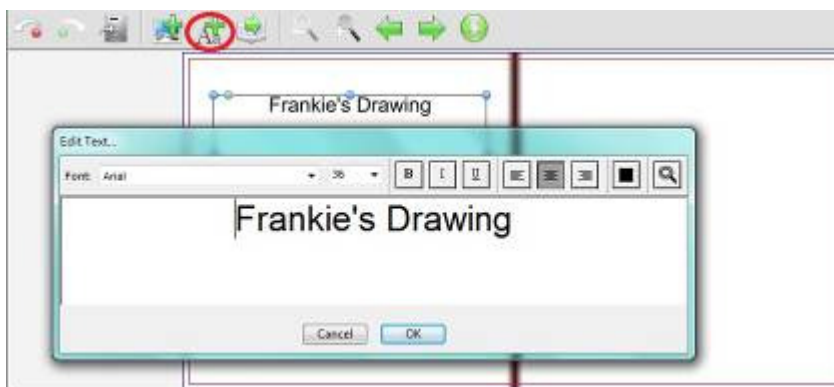 Frankie's Drawing
Edit Text...
Font: Arial 36 B I U
Frankie's Drawing
Cancel OK